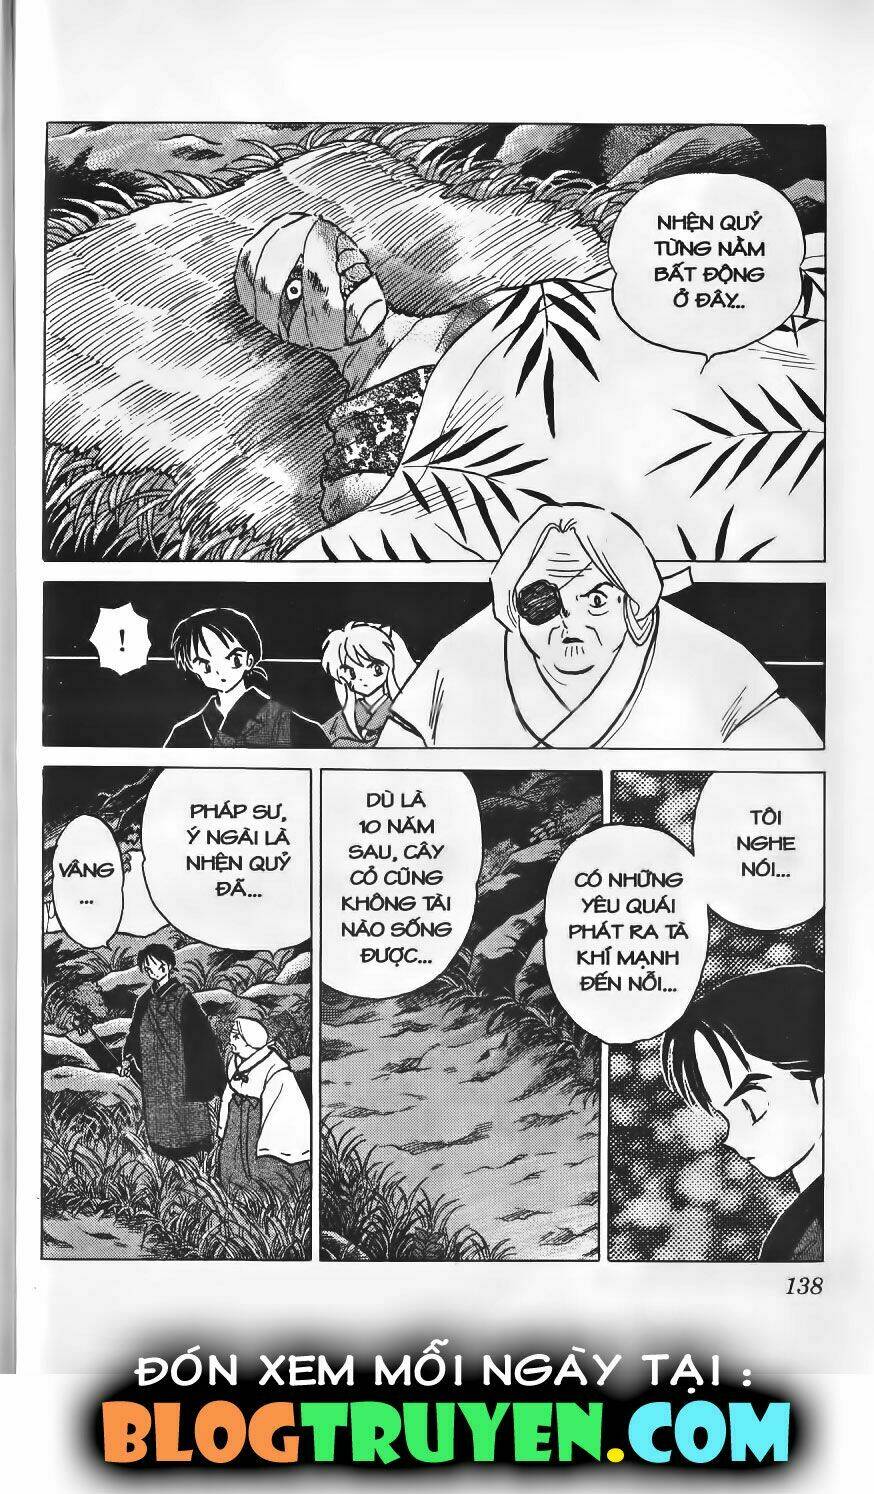 NHỆN QUỶ
TỪNG NẰM
BẤT ĐỘNG
Ở ĐÂY...
!
TÔI
NGHE
NÓI...
CÓ NHỮNG
YÊU QUÁI
PHÁT RA TÀ
KHÍ MẠNH
ĐẾN NỖI...
DÙ LÀ
10 NĂM
SAU, CÂY
CỎ CŨNG
KHÔNG TÀI
NÀO SỐNG
ĐƯỢC...
PHÁP SƯ,
Ý NGÀI LÀ
NHỆN QUỶ
ĐÃ...
VÂNG
...
138
ĐÓN XEM MỖI NGÀY TẠI :
BLOGTRUYEN.COM